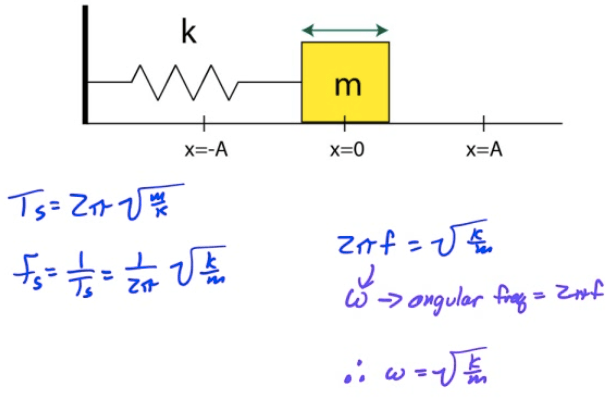 k
m
x=-A x=0 x=A
Ts = 2π √(m/k)
fs = 1/Ts = 1/2π √(k/m)
2πf = √(k/m)
ω → angular freq = 2πf
∴ ω = √(k/m)